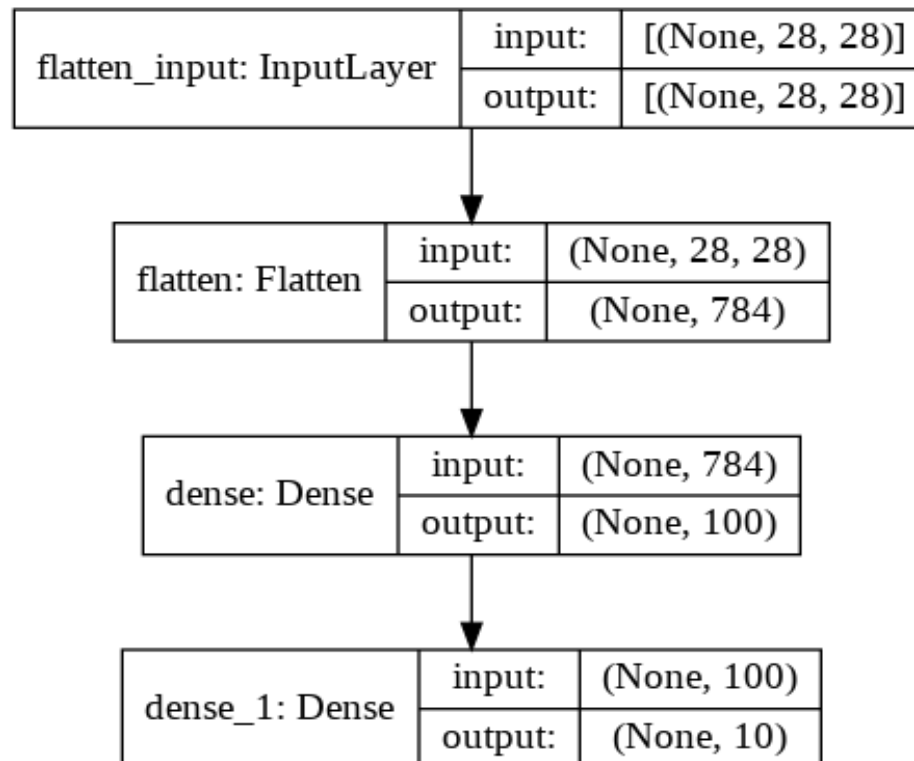 flatten_input: InputLayer
input: [(None, 28, 28)]
output: [(None, 28, 28)]
flatten: Flatten
input: (None, 28, 28)
output: (None, 784)
dense: Dense
input: (None, 784)
output: (None, 100)
dense_1: Dense
input: (None, 100)
output: (None, 10)